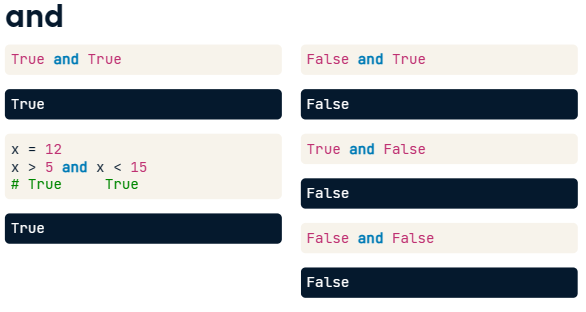 and
True and True
True
x = 12
x > 5 and x < 15
# True     True
True
False and True
False
True and False
False
False and False
False